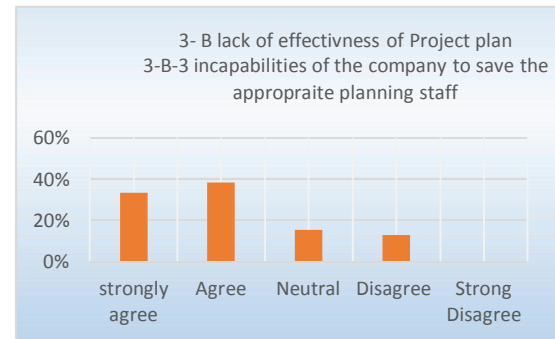 3- B lack of effectivness of Project plan
3-B-3 incapabilities of the company to save the
appropraite planning staff
60%
40%
20%
0%
strongly agree
Agree
Neutral
Disagree
Strong Disagree